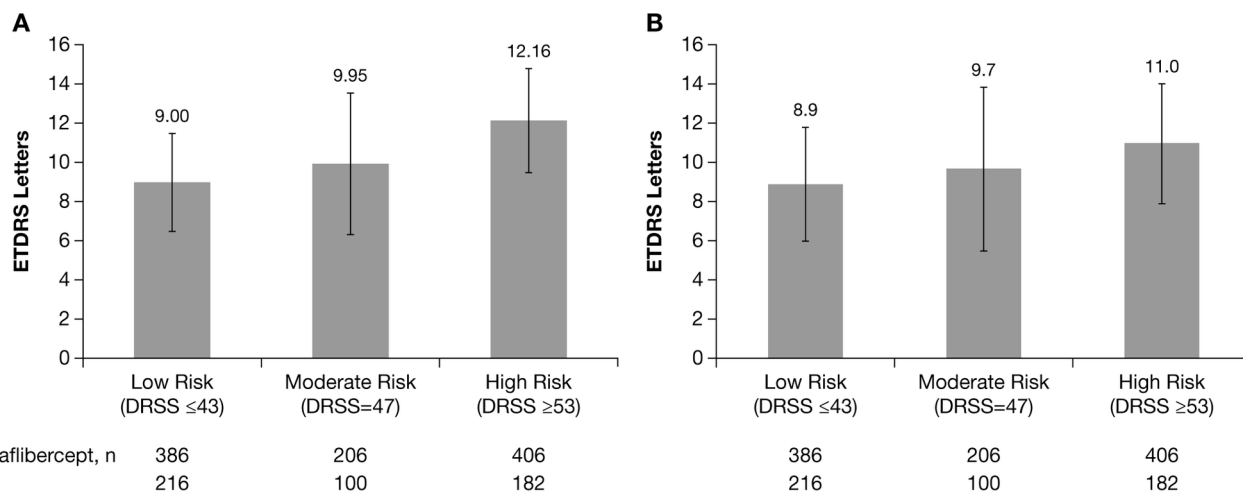 A
B
16
14
12
10
8
6
4
2
0
ETDRS Letters
9.00
9.95
12.16
Low Risk
(DRSS ≤43)
Moderate Risk
(DRSS=47)
High Risk
(DRSS ≥53)
16
14
12
10
8
6
4
2
0
ETDRS Letters
8.9
9.7
11.0
Low Risk
(DRSS ≤43)
Moderate Risk
(DRSS=47)
High Risk
(DRSS ≥53)
aflibercept, n 386 206 406 386 206 406
216 100 182 216 100 182